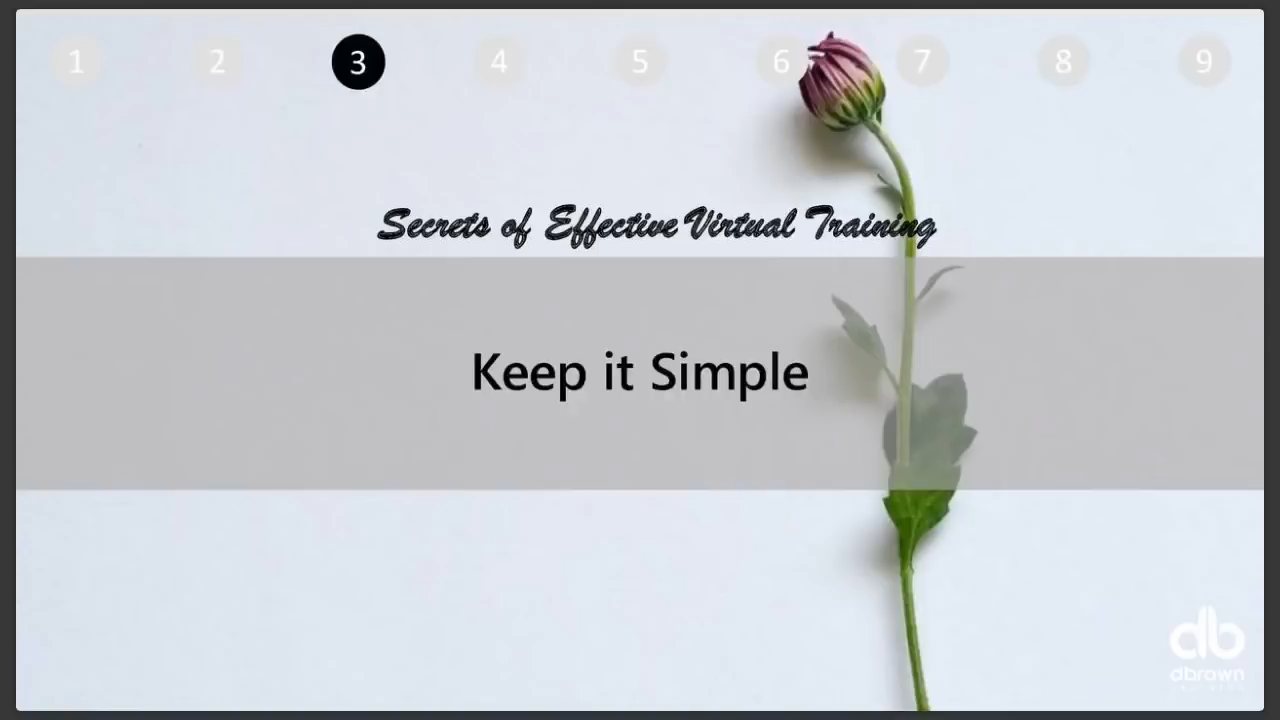 1 2 3 4 5 6 7 8 9
Secrets of Effective Virtual Training
Keep it Simple
db
dbrown